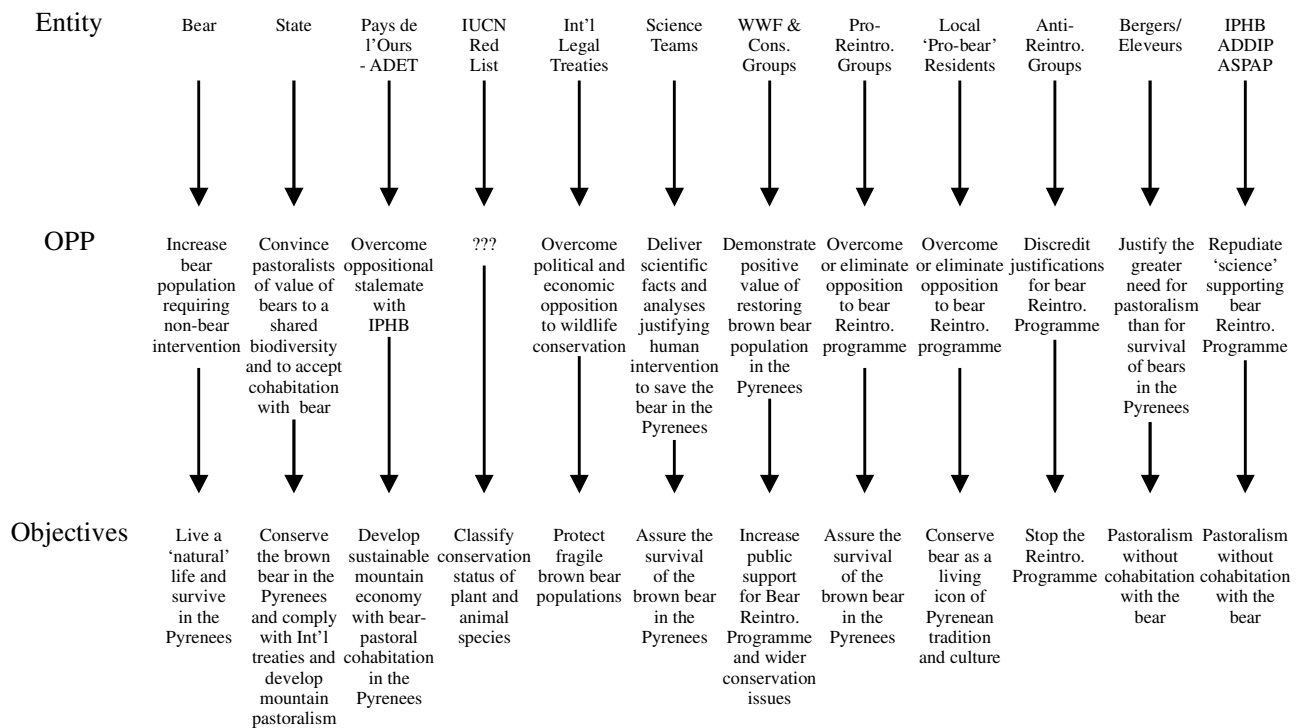 Entity
Bear
State
Pays de
l'Ours
- ADET
IUCN
Red
List
Int'l
Legal
Treaties
Science
Teams
WWF &
Cons.
Groups
Pro-
Reintro.
Groups
Local
'Pro-bear'
Residents
Anti-
Reintro.
Groups
Bergers/
Eleveurs
IPHB
ADDIP
ASPAP
OPP
Increase
bear
population
requiring
non-bear
intervention
Convince
pastoralists
of value of
bears to a
shared
biodiversity
and to accept
cohabitation
with bear
Overcome
oppositional
stalemate
with
IPHB
???
Overcome
political and
economic
opposition
to wildlife
conservation
Deliver
scientific
facts and
analyses
justifying
human
intervention
to save the
bear in the
Pyrenees
Demonstrate
positive
value of
restoring
brown bear
population
in the
Pyrenees
Overcome
or eliminate
opposition
to bear
Reintro.
programme
Overcome
or eliminate
opposition
to bear
Reintro.
programme
Discredit
justifications
for bear
Reintro.
Programme
Justify the
greater
need for
pastoralism
than for
survival
of bears
in the
Pyrenees
Repudiate
'science'
supporting
bear
Reintro.
Programme
Objectives
Live a
'natural'
life and
survive
in the
Pyrenees
Conserve
the brown
bear in the
Pyrenees
and comply
with Int'l
treaties and
develop
mountain
pastoralism
Develop
sustainable
mountain
economy
with bear-
pastoral
cohabitation
in the
Pyrenees
Classify
conservation
status of
plant and
animal
species
Protect
fragile
brown bear
populations
Assure the
survival
of the
brown bear
in the
Pyrenees
Increase
public
support
for Bear
Reintro.
Programme
and wider
conservation
issues
Assure the
survival
of the
brown bear
in the
Pyrenees
Conserve
bear as a
living
icon of
Pyrenean
tradition
and culture
Stop the
Reintro.
Programme
Pastoralism
without
cohabitation
with the
bear
Pastoralism
without
cohabitation
with the
bear